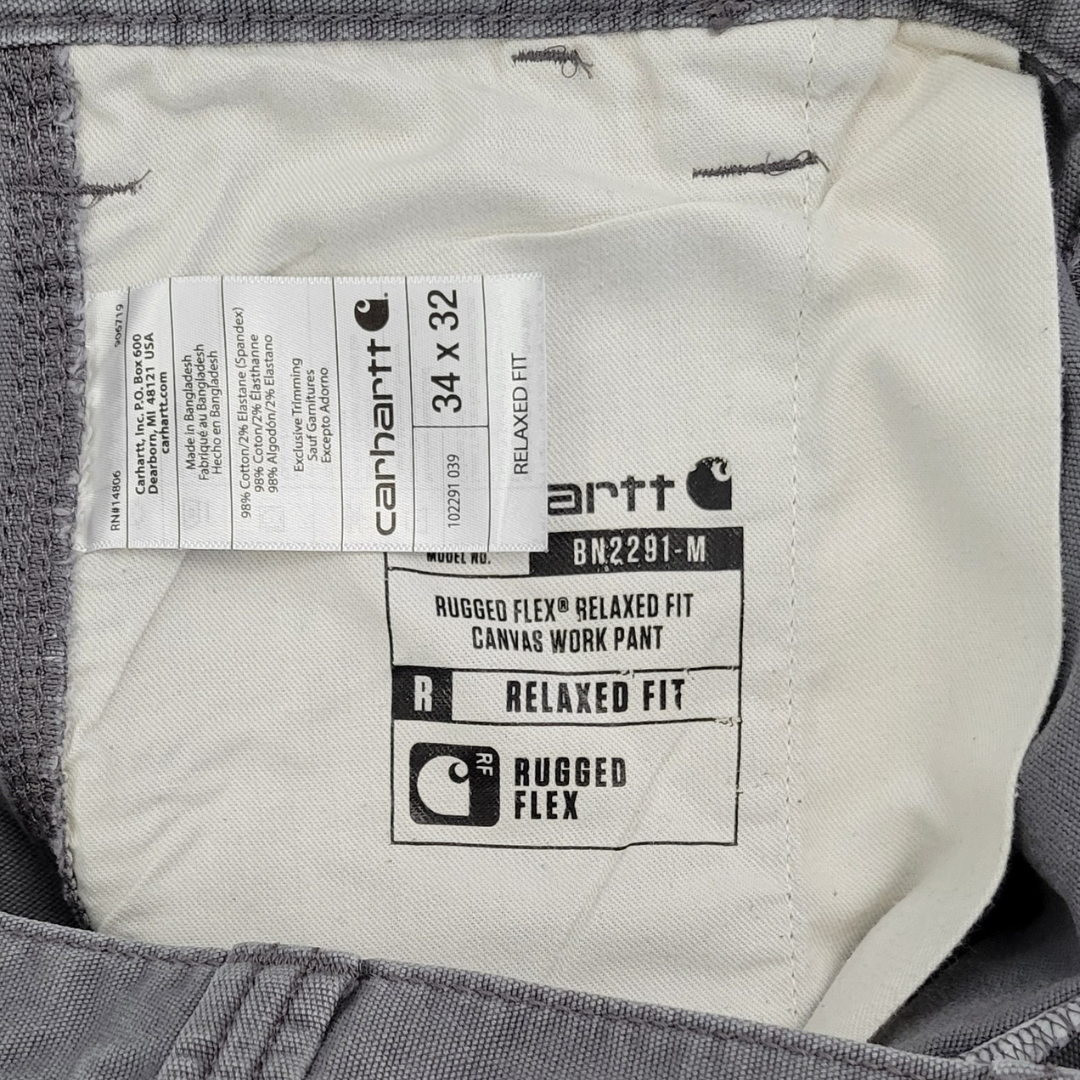 RN#14806
Carhartt, Inc. P.O. Box 600
Dearborn, MI 48121 USA
carhartt.com
Made in Bangladesh
Fabriqué au Bangladesh
Hecho en Bangladesh
98% Cotton/2% Elastane (Spandex)
98% Coton/2% Élasthanne
98% Algodón/2% Elastano
Exclusive Trimming
Sauf Garnitures
Excepto Adorno
carhartt
102291 039 34 x 32
RELAXED FIT
artt
MODEL NO. BN2291-M
RUGGED FLEX® RELAXED FIT
CANVAS WORK PANT
R RELAXED FIT
RF RUGGED
FLEX